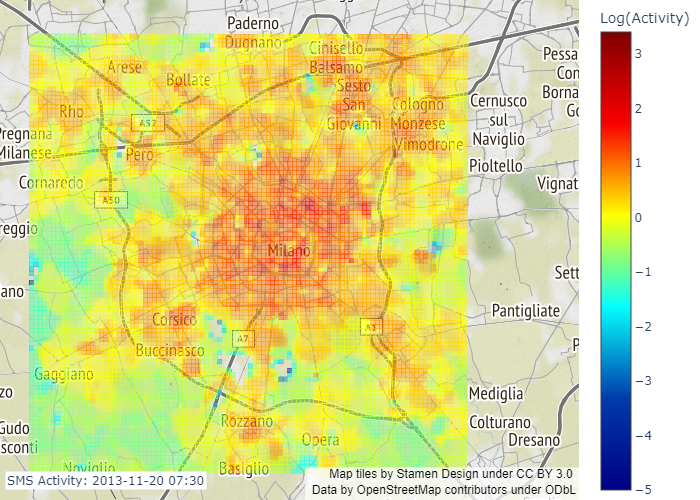 Log(Activity)
3
2
1
0
−1
−2
−3
−4
−5
Paderno
Dugnano
Cinisello
Balsamo
Arese
Bollate
Sesto
San
Giovanni
Rho
Cologno
Monzese
Cernusco
sul
Naviglio
Pessa
Con
Borna
Go
A52
Pregnana
Milanese
Pero
Vimodrone
Pioltello
Cornaredo
A50
Vignat
reggio
Milano
Sett
ano
Pantigliate
Corsico
A7
A1
Buccinasco
P
Gaggiano
zo
Mediglia
Rozzano
Colturano
Gudo
sconti
Opera
Dresano
Noviglio
Basiglio
SMS Activity: 2013-11-20 07:30
Map tiles by Stamen Design under CC BY 3.0
Data by OpenStreetMap contributors under ODbL